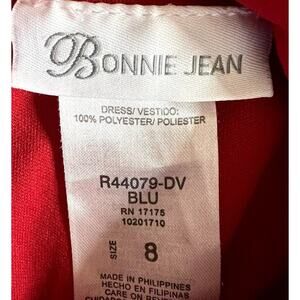 BONNIE JEAN
DRESS/ VESTIDO:
100% POLYESTER/ POLIESTER
R44079-DV
BLU
RN 17175
10201710
SIZE 8
MADE IN PHILIPPINES
HECHO EN FILIPINAS
CARE ON